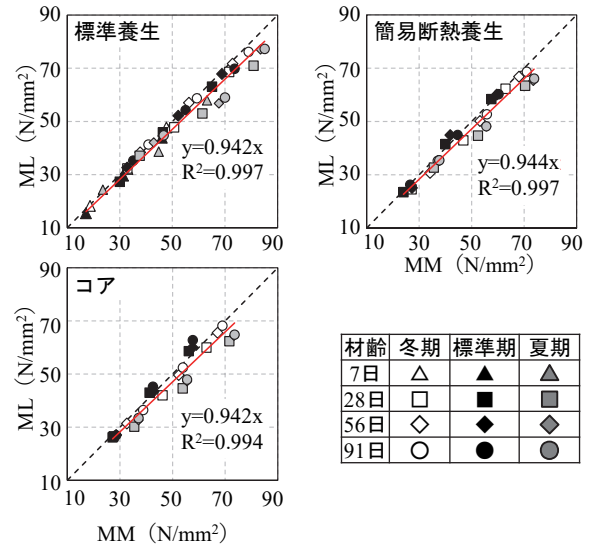 標準養生
90
70
50
30
10
ML (N/mm²)
y=0.942x
R²=0.997
10 30 50 70 90
簡易断熱養生
90
70
50
30
10
ML (N/mm²)
y=0.944x
R²=0.997
10 30 50 70 90
MM (N/mm²)
コア
90
70
50
30
10
ML (N/mm²)
y=0.942x
R²=0.994
10 30 50 70 90
MM (N/mm²)
材齢 冬期 標準期 夏期
7日
28日
56日
91日